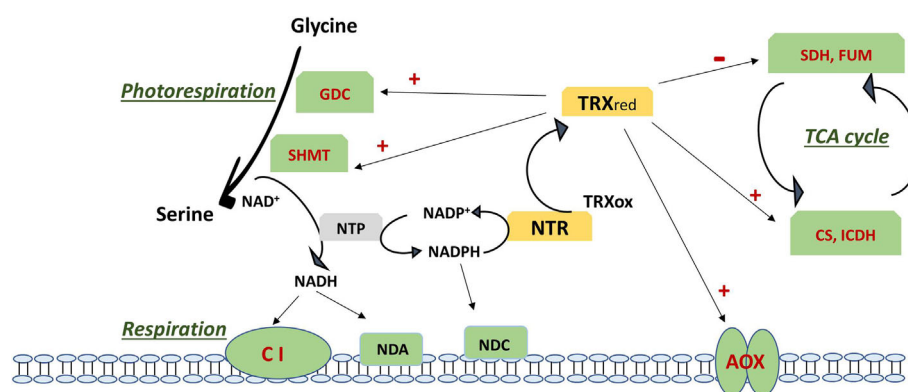 Glycine
SDH, FUM
Photorespiration
GDC
+
TRXred
-
TCA cycle
SHMT
+
+
Serine
NAD+
NTP
NADP+
NTR
TRXox
CS, ICDH
NADPH
NADH
+
Respiration
C I
NDA
NDC
AOX